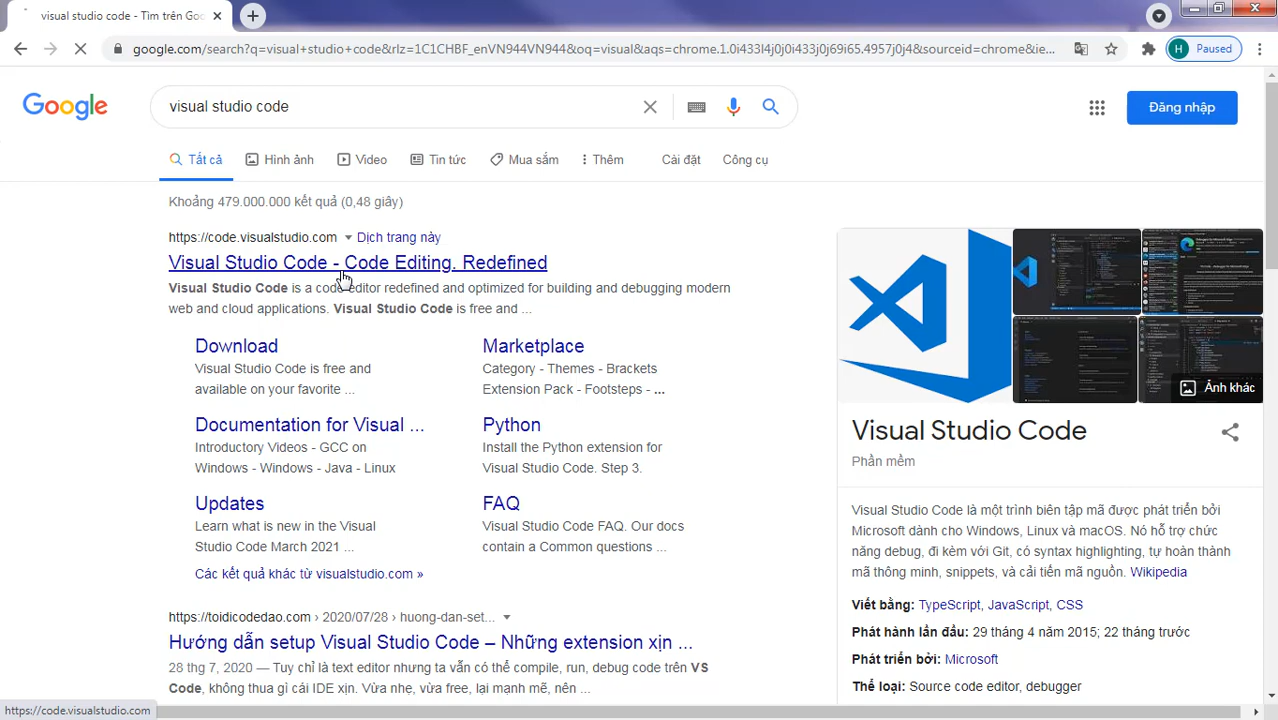 visual studio code - Tìm trên Goo
google.com/search?q=visual+studio+code&rlz=1C1CHBF_enVN944VN944&oq=visual&aqs=chrome.1.0i433l4j0j0i433j0j69i65.4957j0j4&sourceid=chrome&ie...
H Paused
Google
visual studio code
Đăng nhập
Tất cả Hình ảnh Video Tin tức Mua sắm Thêm Cài đặt Công cụ
Khoảng 479.000.000 kết quả (0,48 giây)
https://code.visualstudio.com Dịch trang này
Visual Studio Code - Code Editing. Redefined
Visual Studio Code is a code editor redefined and building and debugging modern
web and cloud applications. Visual Studio Code and ...
Download
Visual Studio Code is free and
available on your favorite ...
Marketplace
Category - Themes - Brackets
Extension Pack - Footsteps - ...
Documentation for Visual ...
Introductory Videos - GCC on
Windows - Windows - Java - Linux
Python
Install the Python extension for
Visual Studio Code. Step 3.
Updates
Learn what is new in the Visual
Studio Code March 2021 ...
FAQ
Visual Studio Code FAQ. Our docs
contain a Common questions ...
Các kết quả khác từ visualstudio.com »
https://toidicodedao.com › 2020/07/28 › huong-dan-set...
Hướng dẫn setup Visual Studio Code – Những extension xịn ...
28 thg 7, 2020 — Tuy chỉ là text editor nhưng ta vẫn có thể compile, run, debug code trên VS
Code, không thua gì cái IDE xịn. Vừa nhẹ, vừa free, lại mạnh mẽ, nên ...
Ảnh khác
Visual Studio Code
Phần mềm
Visual Studio Code là một trình biên tập mã được phát triển bởi
Microsoft dành cho Windows, Linux và macOS. Nó hỗ trợ chức
năng debug, đi kèm với Git, có syntax highlighting, tự hoàn thành
mã thông minh, snippets, và cải tiến mã nguồn. Wikipedia
Viết bằng: TypeScript, JavaScript, CSS
Phát hành lần đầu: 29 tháng 4 năm 2015; 22 tháng trước
Phát triển bởi: Microsoft
Thể loại: Source code editor, debugger
https://code.visualstudio.com